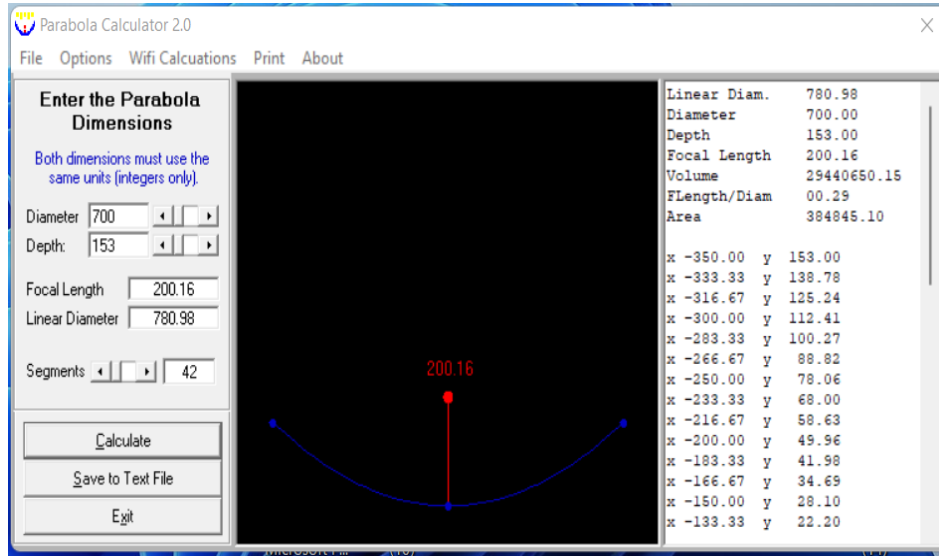 Parabola Calculator 2.0
File Options Wifi Calcuations Print About
Enter the Parabola
Dimensions
Both dimensions must use the
same units (integers only).
Diameter 700
Depth: 153
Focal Length 200.16
Linear Diameter 780.98
Segments 42
Calculate
Save to Text File
Exit
200.16
Linear Diam. 780.98
Diameter 700.00
Depth 153.00
Focal Length 200.16
Volume 29440650.15
FLength/Diam 00.29
Area 384845.10
x -350.00 y 153.00
x -333.33 y 138.78
x -316.67 y 125.24
x -300.00 y 112.41
x -283.33 y 100.27
x -266.67 y 88.82
x -250.00 y 78.06
x -233.33 y 68.00
x -216.67 y 58.63
x -200.00 y 49.96
x -183.33 y 41.98
x -166.67 y 34.69
x -150.00 y 28.10
x -133.33 y 22.20